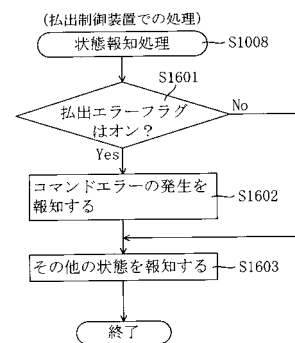 (払出制御装置での処理)
状態報知処理
S1008
S1601
払出エラーフラグ
はオン？
No
Yes
コマンドエラーの発生を
報知する
S1602
その他の状態を報知する
S1603
終了